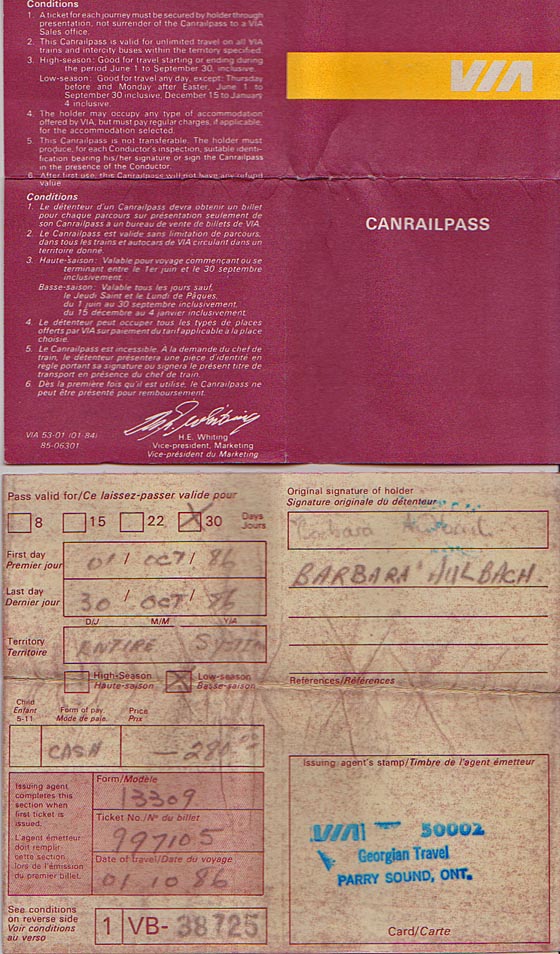 Conditions
1. A ticket for each journey must be secured by holder through
presentation, not surrender of the Canrailpass to a VIA
Sales office.
2. This Canrailpass is valid for unlimited travel on all VIA
trains and intercity buses within the territory specified.
3. High-season: Good for travel starting or ending during
the period June 1 to September 30, inclusive.
Low-season: Good for travel any day, except: Thursday
before and Monday after Easter, June 1 to
September 30 inclusive, December 15 to January
4 inclusive.
4. The holder may occupy any type of accommodation
offered by VIA, but must pay regular charges, if applicable,
for the accommodation selected.
5. This Canrailpass is not transferable. The holder must
produce, for each Conductor's inspection, suitable identi-
fication bearing his/her signature or sign the Canrailpass
in the presence of the Conductor.
6. After first use, this Canrailpass will not have any refund
value.
Conditions
1. Le détenteur d'un Canrailpass devra obtenir un billet
pour chaque parcours sur présentation seulement de
son Canrailpass à un bureau de vente de billets de VIA.
2. Le Canrailpass est valide sans limitation de parcours,
dans tous les trains et autocars de VIA circulant dans un
territoire donné.
3. Haute-saison: Valable pour voyage commençant ou se
terminant entre le 1er juin et le 30 septembre
inclusivement.
Basse-saison: Valable tous les jours sauf,
le Jeudi Saint et le Lundi de Pâques,
du 1 juin au 30 septembre inclusivement,
du 15 décembre au 4 janvier inclusivement.
4. Le détenteur peut occuper tous les types de places
offerts par VIA sur paiement du tarif applicable à la place
choisie.
5. Le Canrailpass est incessible. A la demande du chef de
train, le détenteur présentera une pièce d'identité en
règle portant sa signature ou signera le présent titre de
transport en présence du chef de train.
6. Dès la première fois qu'il est utilisé, le Canrailpass ne
peut être présenté pour remboursement.
H.E. Whiting
VIA 53-01 (01-84)
85-06301
H.E. Whiting
Vice-president, Marketing
Vice-président du Marketing
VIA
CANRAILPASS
Pass valid for/Ce laissez-passer valide pour
8 15 22 X 30 Days
Jours
First day
Premier jour
01 / OCT / 86
Last day
Dernier jour
30 / OCT / 86
D/J M/M Y/A
Territory
Territoire
ENTIRE SYSTEM
High-Season
Haute-saison
X Low-season
Basse-saison
Child
Enfant
5-11
Form of pay.
Mode de paie.
Price
Prix
CASH
Issuing agent
completes this
section when
first ticket is
issued.
L'agent émetteur
doit remplir
cette section
lors de l'émission
du premier billet.
Form/Modèle
13309
Ticket No./Nº du billet
997105
Date of travel/Date du voyage
01 10 86
See conditions
on reverse side
Voir conditions
au verso
1 VB- 38725
Original signature of holder
Signature originale du détenteur
Barbara
BARBARA AULBACH
References/Références
Issuing agent's stamp/Timbre de l'agent émetteur
VIA 50002
Georgian Travel
PARRY SOUND, ONT.
Card/Carte